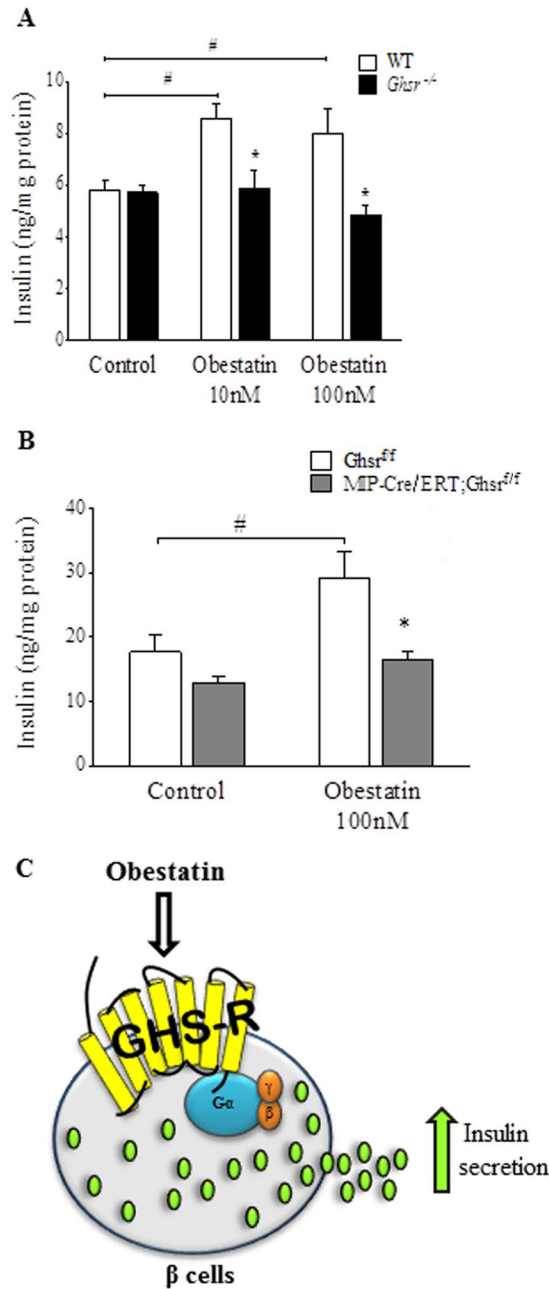 A
#
#
WT
Ghsr -/-
Insulin (ng/mg protein)
10
8
6
4
2
0
*
*
Control
Obestatin
10nM
Obestatin
100nM
B
Ghsrf/f
MIP-Cre/ERT;Ghsrf/f
Insulin (ng/mg protein)
40
30
20
10
0
#
*
Control
Obestatin
100nM
C
Obestatin
GHS-R
Gα
γ
β
Insulin
secretion
β cells